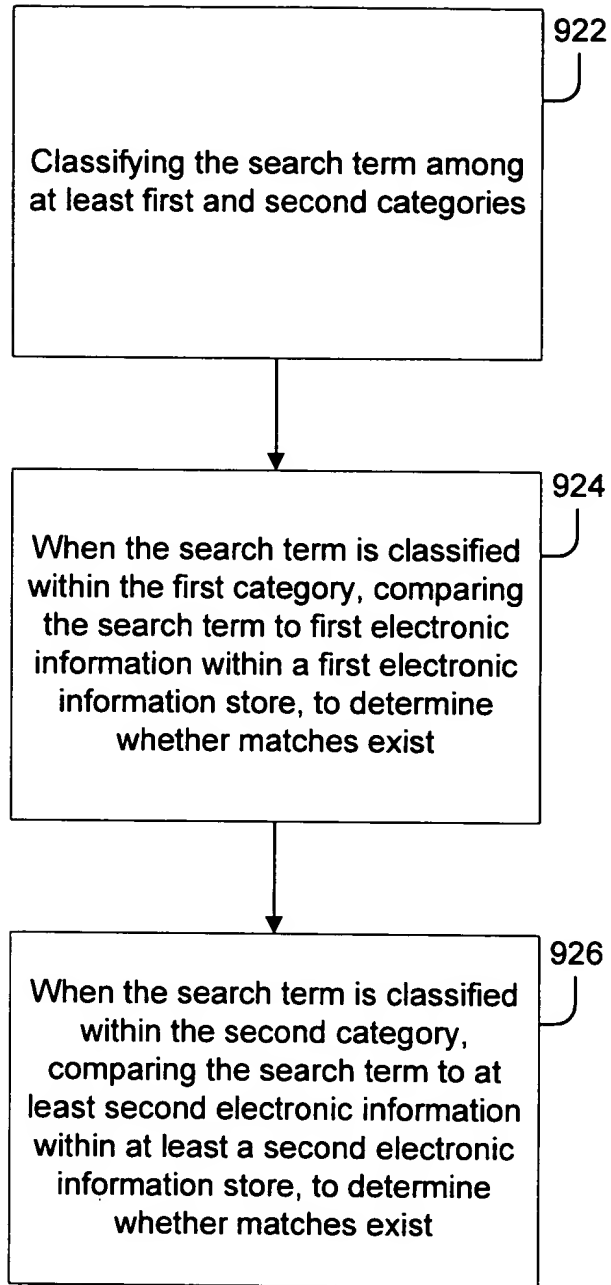 922
Classifying the search term among
at least first and second categories
924
When the search term is classified
within the first category, comparing
the search term to first electronic
information within a first electronic
information store, to determine
whether matches exist
926
When the search term is classified
within the second category,
comparing the search term to at
least second electronic information
within at least a second electronic
information store, to determine
whether matches exist